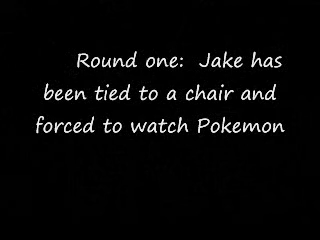 Round one:  Jake has
been tied to a chair and
forced to watch Pokemon